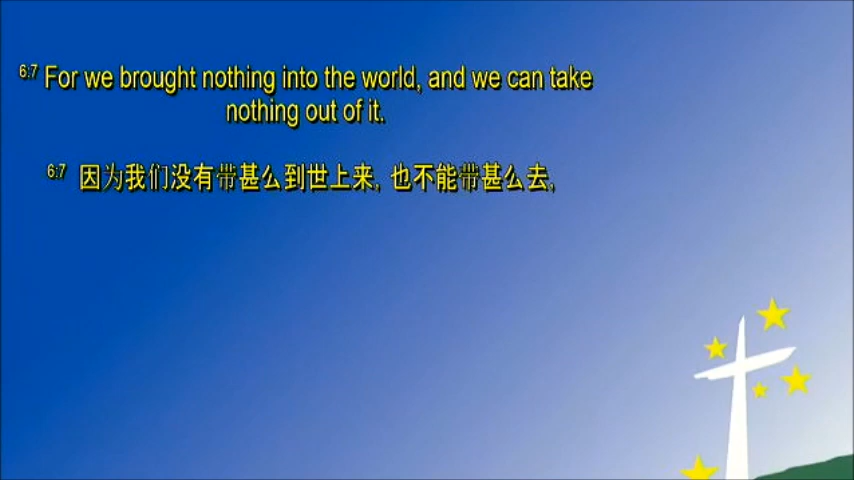 6:7 For we brought nothing into the world, and we can take
nothing out of it.
6:7 因为我们没有带甚么到世上来, 也不能带甚么去,